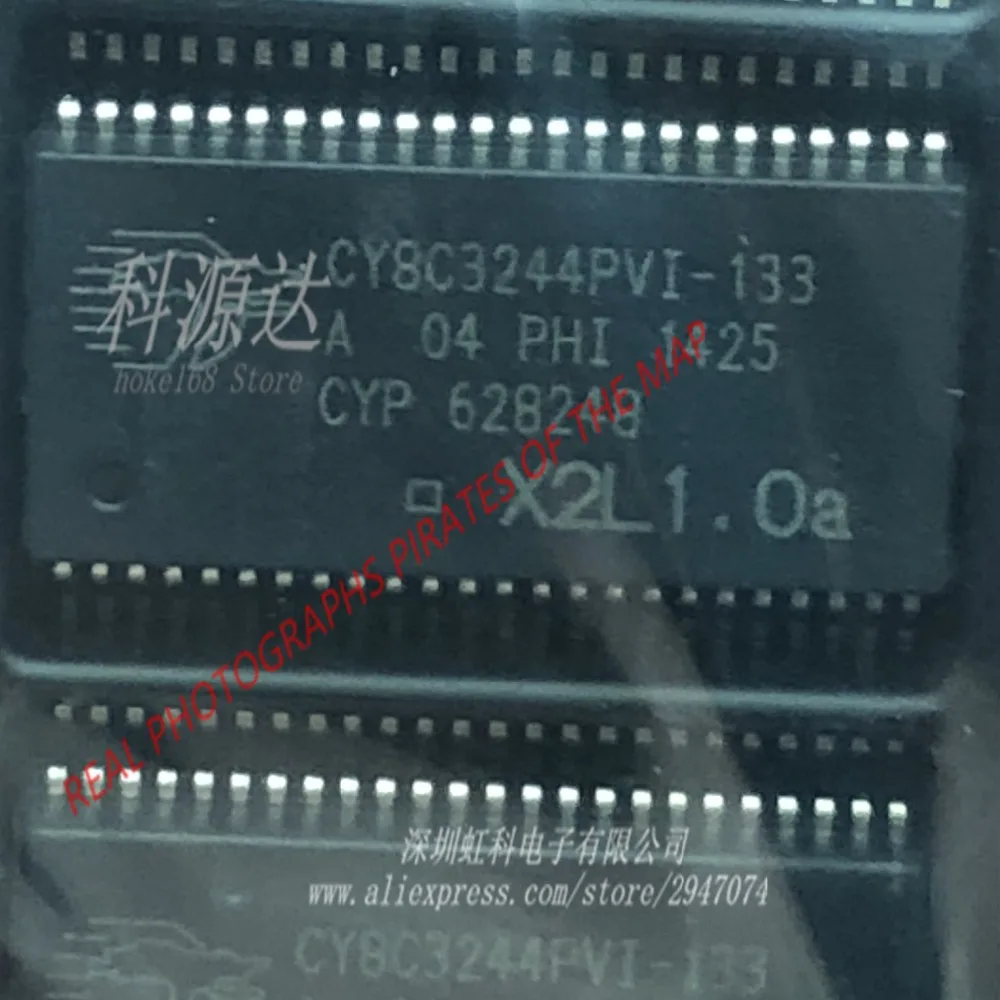 CY8C3244PVI-133
科源达
A 04 PHI 1425
hoke168 Store
CYP 628248
X2L1.0a
REAL PHOTOGRAPHS PIRATES OF THE MAP
深圳虹科电子有限公司
www.aliexpress.com/store/2947074
CY8C3244PVI-133